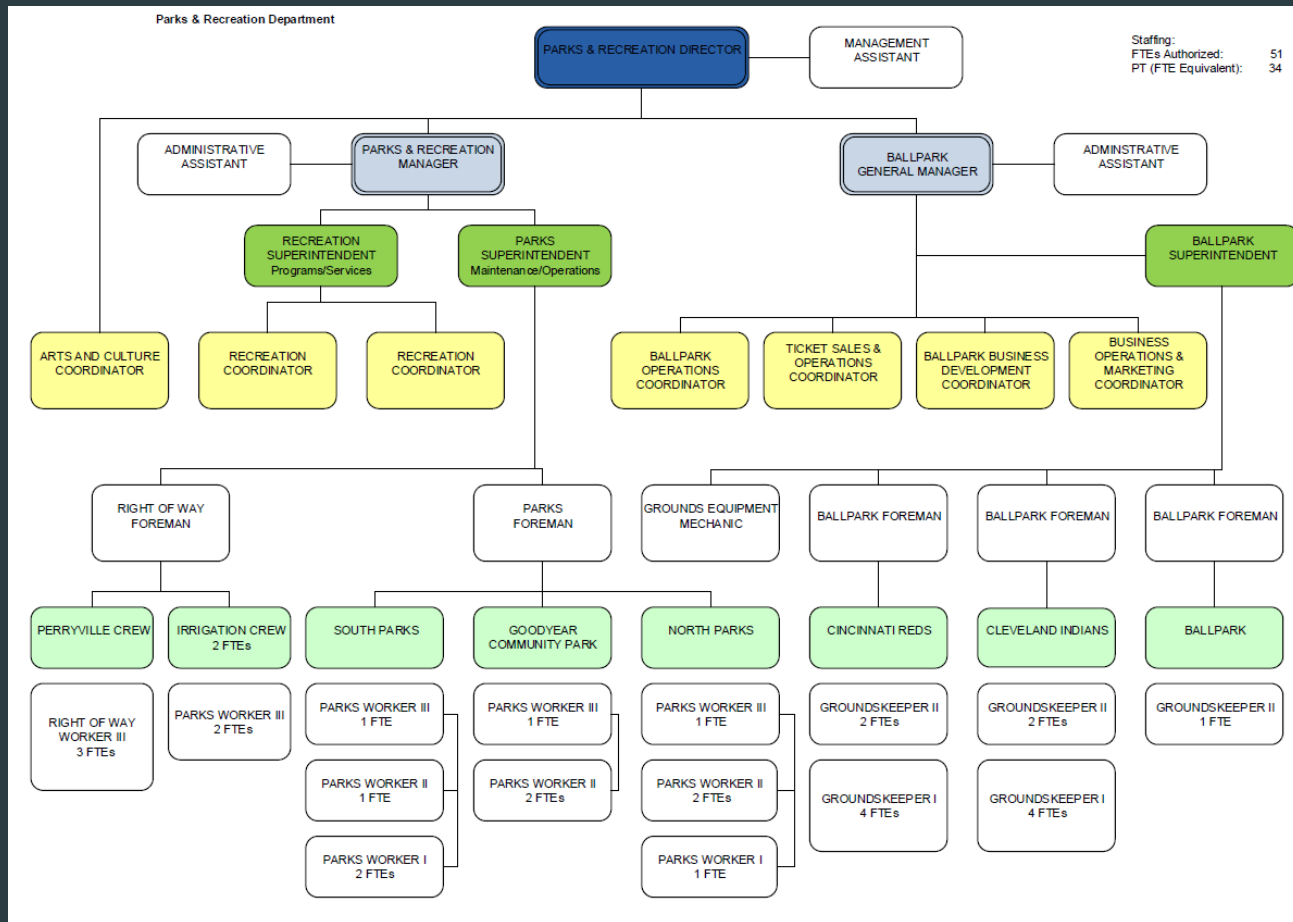 Parks & Recreation Department
PARKS & RECREATION DIRECTOR
MANAGEMENT
ASSISTANT
Staffing:
FTEs Authorized: 51
PT (FTE Equivalent): 34
ADMINISTRATIVE
ASSISTANT
PARKS & RECREATION
MANAGER
BALLPARK
GENERAL MANAGER
ADMINSTRATIVE
ASSISTANT
RECREATION
SUPERINTENDENT
Programs/Services
PARKS
SUPERINTENDENT
Maintenance/Operations
BALLPARK
SUPERINTENDENT
ARTS AND CULTURE
COORDINATOR
RECREATION
COORDINATOR
RECREATION
COORDINATOR
BALLPARK
OPERATIONS
COORDINATOR
TICKET SALES &
OPERATIONS
COORDINATOR
BALLPARK BUSINESS
DEVELOPMENT
COORDINATOR
BUSINESS
OPERATIONS &
MARKETING
COORDINATOR
RIGHT OF WAY
FOREMAN
PARKS
FOREMAN
GROUNDS EQUIPMENT
MECHANIC
BALLPARK FOREMAN
BALLPARK FOREMAN
BALLPARK FOREMAN
PERRYVILLE CREW
IRRIGATION CREW
2 FTEs
SOUTH PARKS
GOODYEAR
COMMUNITY PARK
NORTH PARKS
CINCINNATI REDS
CLEVELAND INDIANS
BALLPARK
RIGHT OF WAY
WORKER III
3 FTEs
PARKS WORKER III
2 FTEs
PARKS WORKER III
1 FTE
PARKS WORKER III
1 FTE
PARKS WORKER III
1 FTE
GROUNDSKEEPER II
2 FTEs
GROUNDSKEEPER II
2 FTEs
GROUNDSKEEPER II
1 FTE
PARKS WORKER II
1 FTE
PARKS WORKER II
2 FTEs
PARKS WORKER II
2 FTEs
GROUNDSKEEPER I
4 FTEs
GROUNDSKEEPER I
4 FTEs
PARKS WORKER I
2 FTEs
PARKS WORKER I
1 FTE